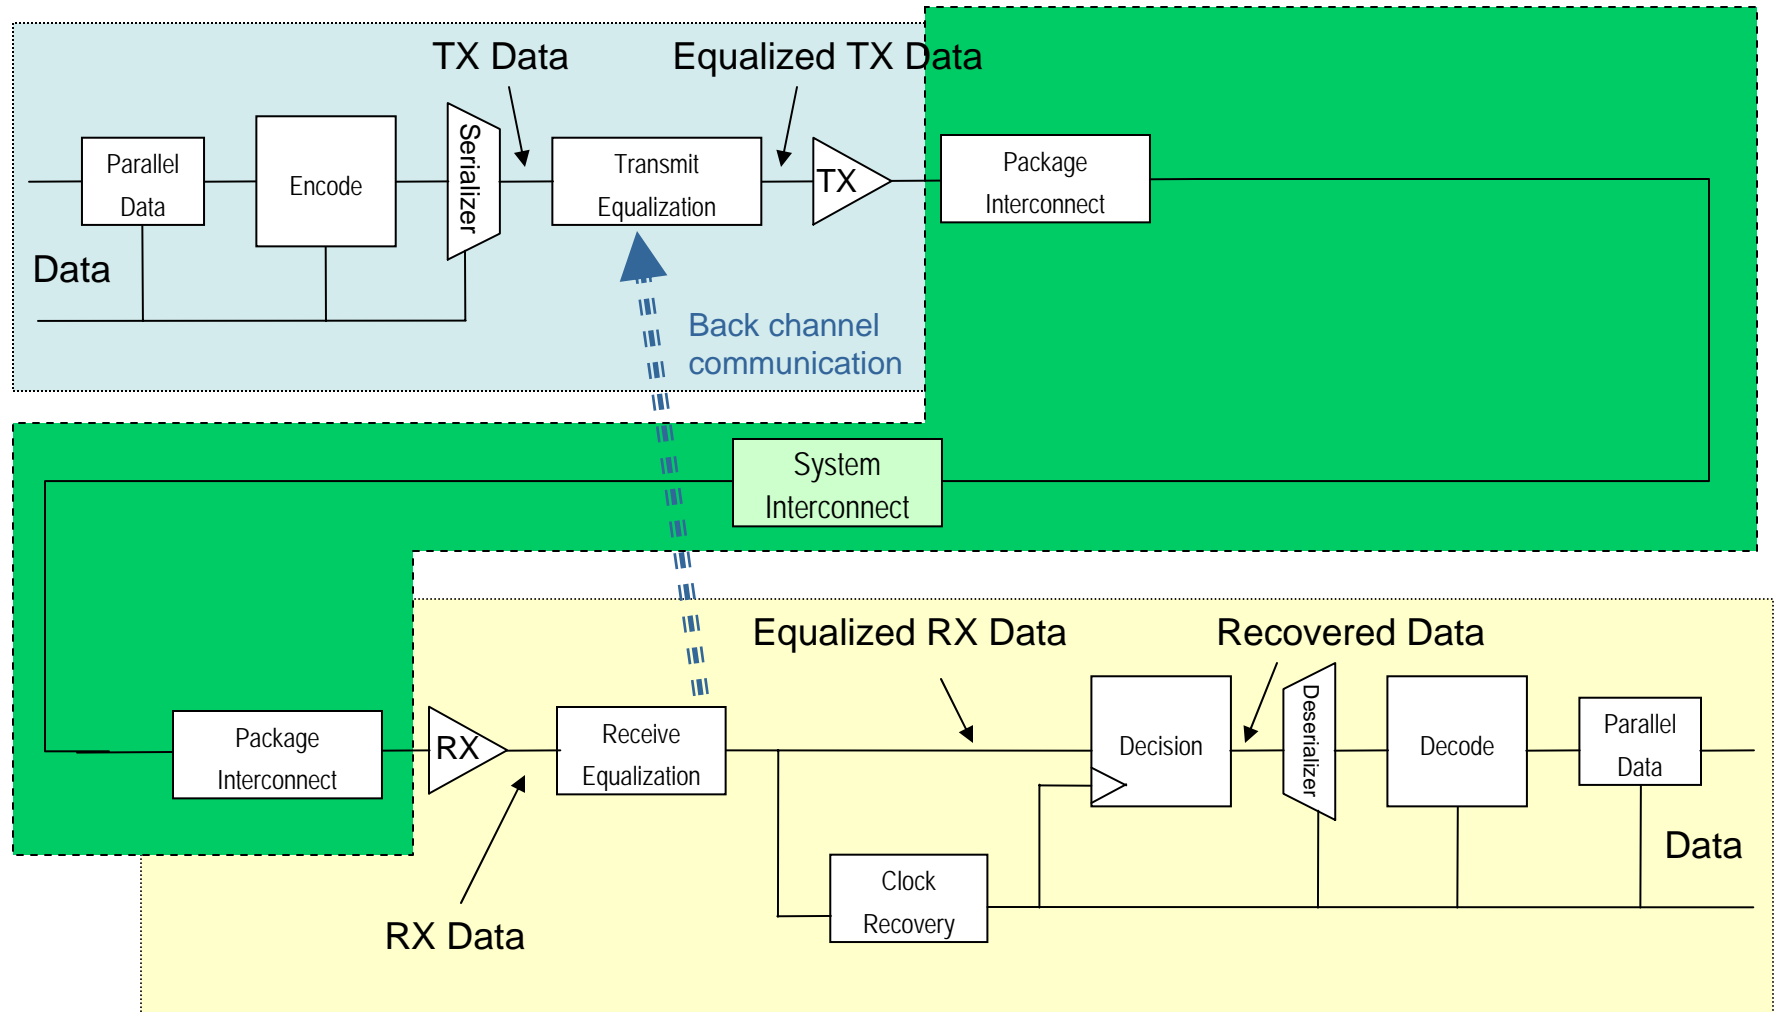 TX Data
Equalized TX Data
Parallel
Data
Encode
Serializer
Transmit
Equalization
TX
Package
Interconnect
Data
Back channel
communication
System
Interconnect
Equalized RX Data
Recovered Data
Package
Interconnect
RX
Receive
Equalization
Decision
Deserializer
Decode
Parallel
Data
Data
Clock
Recovery
RX Data